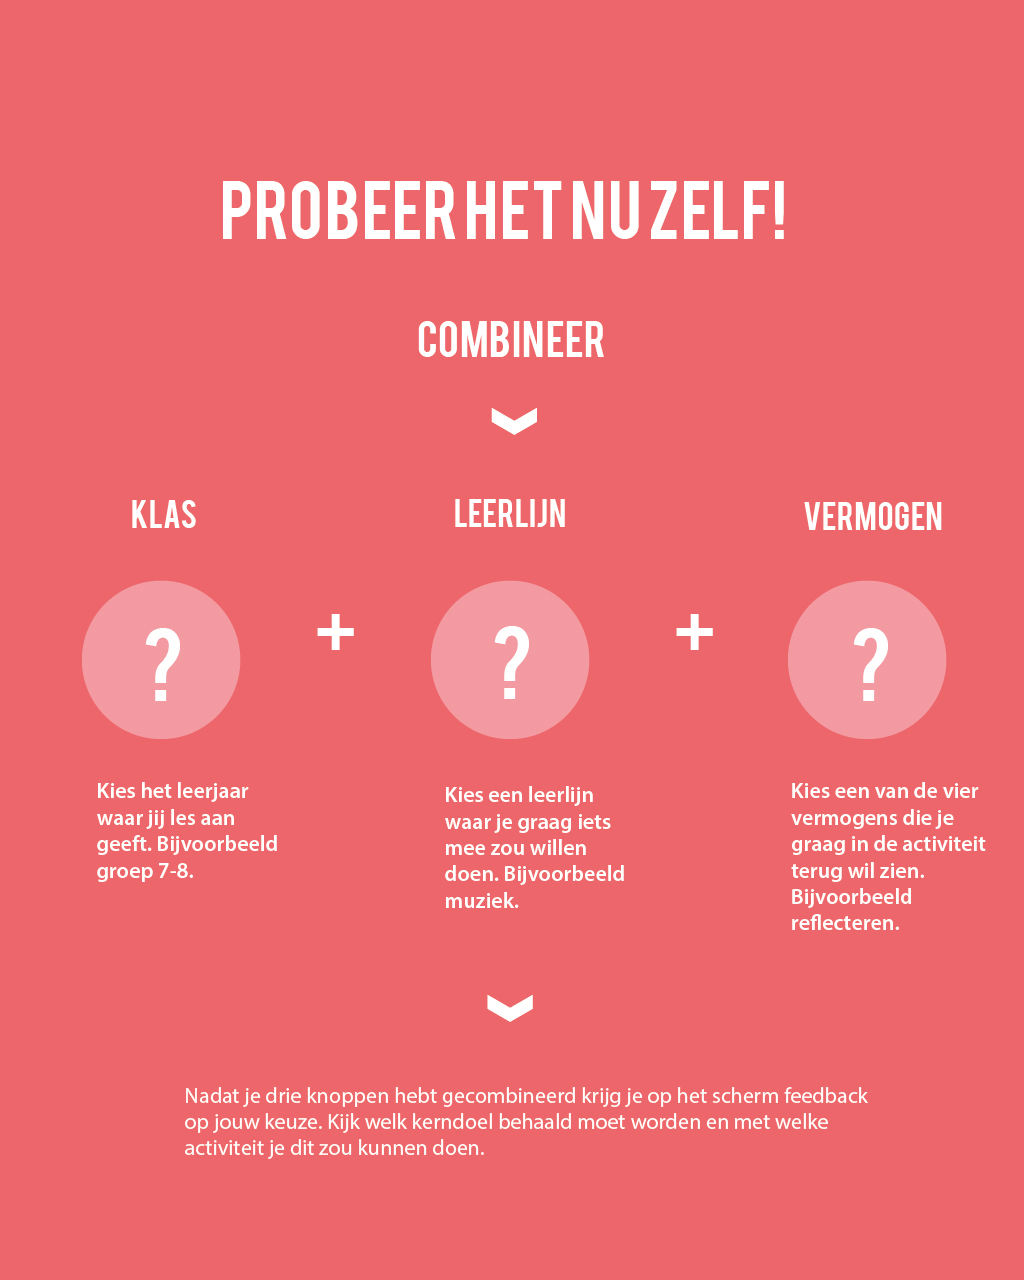 PROBEER HET NU ZELF!
COMBINEER
KLAS
LEERLIJN
VERMOGEN
?
+
?
+
?
Kies het leerjaar
waar jij les aan
geeft. Bijvoorbeeld
groep 7-8.
Kies een leerlijn
waar je graag iets
mee zou willen
doen. Bijvoorbeeld
muziek.
Kies een van de vier
vermogens die je
graag in de activiteit
terug wil zien.
Bijvoorbeeld
reflecteren.
Nadat je drie knoppen hebt gecombineerd krijg je op het scherm feedback
op jouw keuze. Kijk welk kerndoel behaald moet worden en met welke
activiteit je dit zou kunnen doen.